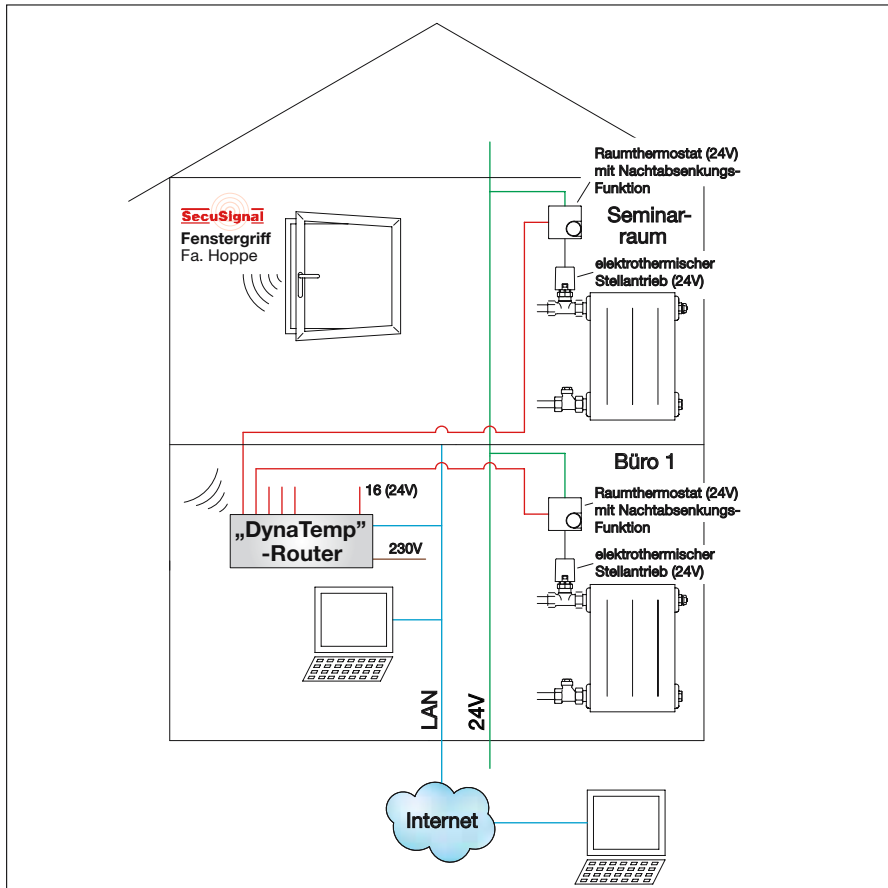 Raumthermostat (24V)
mit Nachtabsenkungs-
Funktion
SecuSignal
Fenstergriff
Fa. Hoppe
Seminar-
raum
elektrothermischer
Stellantrieb (24V)
Büro 1
16 (24V)
„DynaTemp”
-Router
230V
Raumthermostat (24V)
mit Nachtabsenkungs-
Funktion
elektrothermischer
Stellantrieb (24V)
LAN
24V
Internet